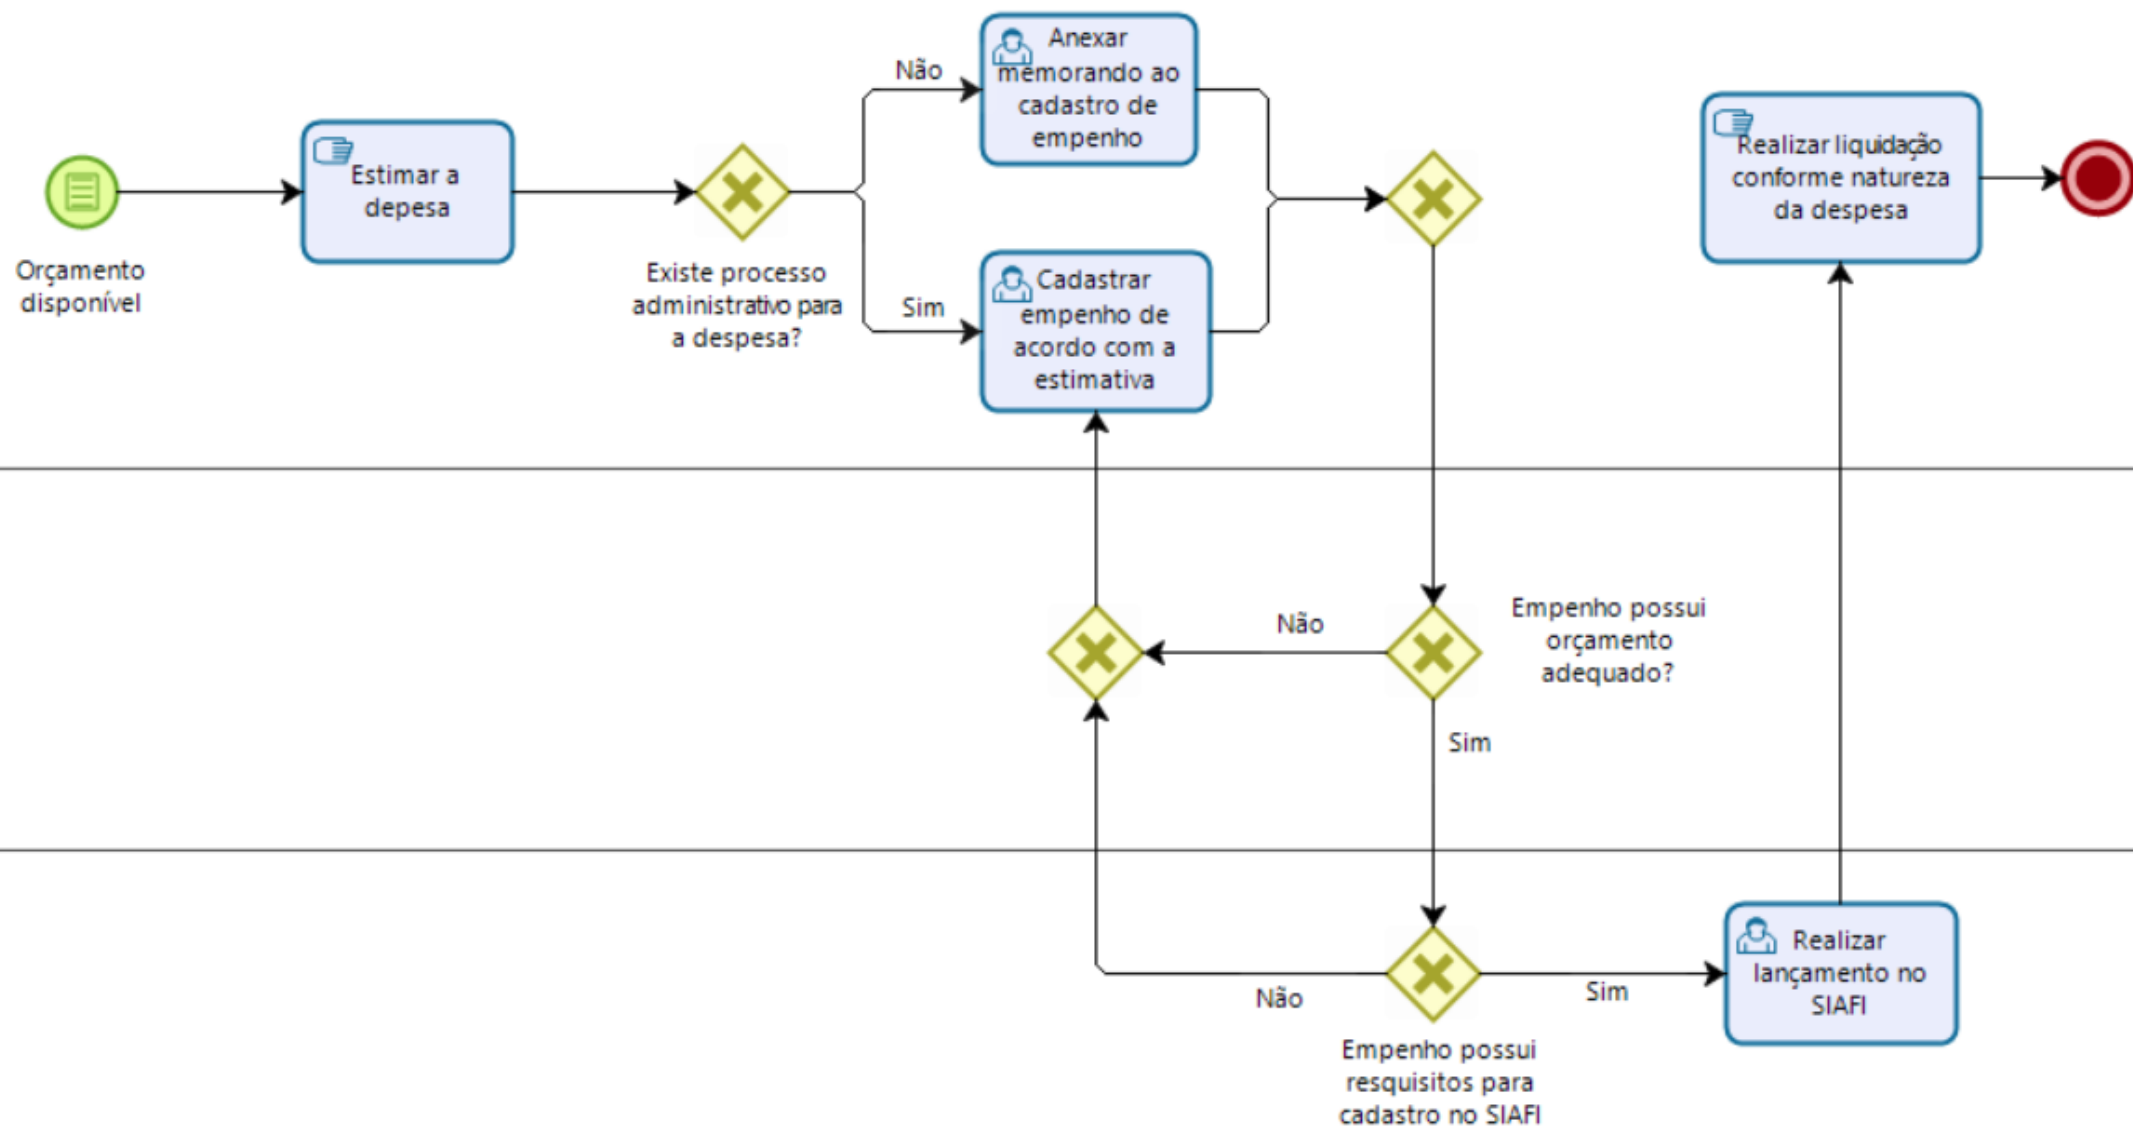 Orçamento
disponível
Estimar a
depesa
Existe processo
administrativo para
a despesa?
Não
Sim
Anexar
memorando ao
cadastro de
empenho
Cadastrar
empenho de
acordo com a
estimativa
Realizar liquidação
conforme natureza
da despesa
Não
Empenho possui
orçamento
adequado?
Sim
Não
Sim
Empenho possui
resquisitos para
cadastro no SIAFI
Realizar
lançamento no
SIAFI